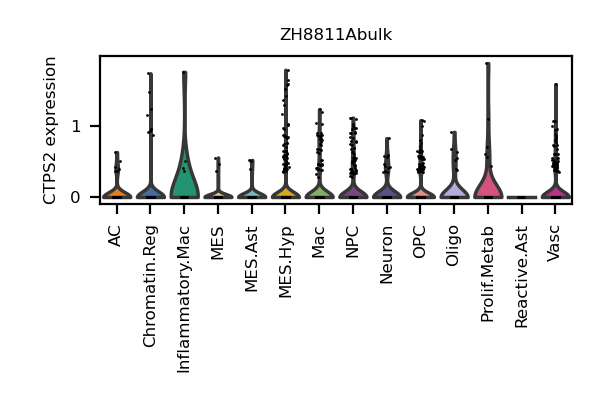 ZH8811Abulk
CTPS2 expression
1
0
AC
Chromatin.Reg
Inflammatory.Mac
MES
MES.Ast
MES.Hyp
Mac
NPC
Neuron
OPC
Oligo
Prolif.Metab
Reactive.Ast
Vasc